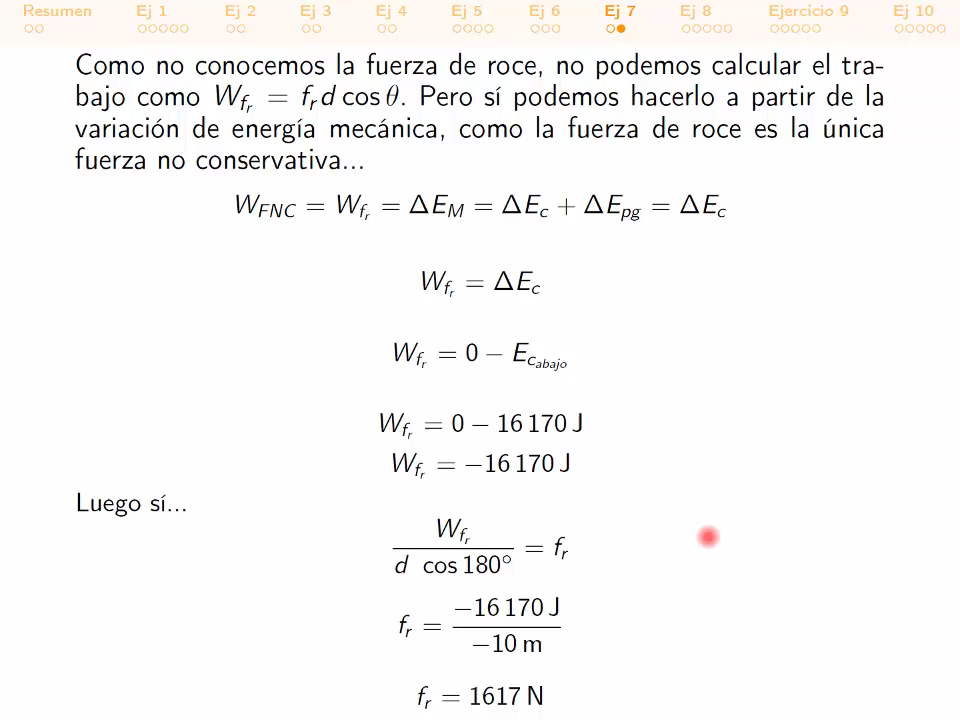 Resumen Ej 1 Ej 2 Ej 3 Ej 4 Ej 5 Ej 6 Ej 7 Ej 8 Ejercicio 9 Ej 10
Como no conocemos la fuerza de roce, no podemos calcular el tra-
bajo como W_{f_r} = f_r d cos θ. Pero sí podemos hacerlo a partir de la
variación de energía mecánica, como la fuerza de roce es la única
fuerza no conservativa...
W_{FNC} = W_{f_r} = ΔE_M = ΔE_c + ΔE_{pg} = ΔE_c
W_{f_r} = ΔE_c
W_{f_r} = 0 − E_{c_{abajo}}
W_{f_r} = 0 − 16 170 J
W_{f_r} = −16 170 J
Luego sí...
W_{f_r}
d cos 180° = f_r
f_r = −16 170 J
−10 m
f_r = 1617 N